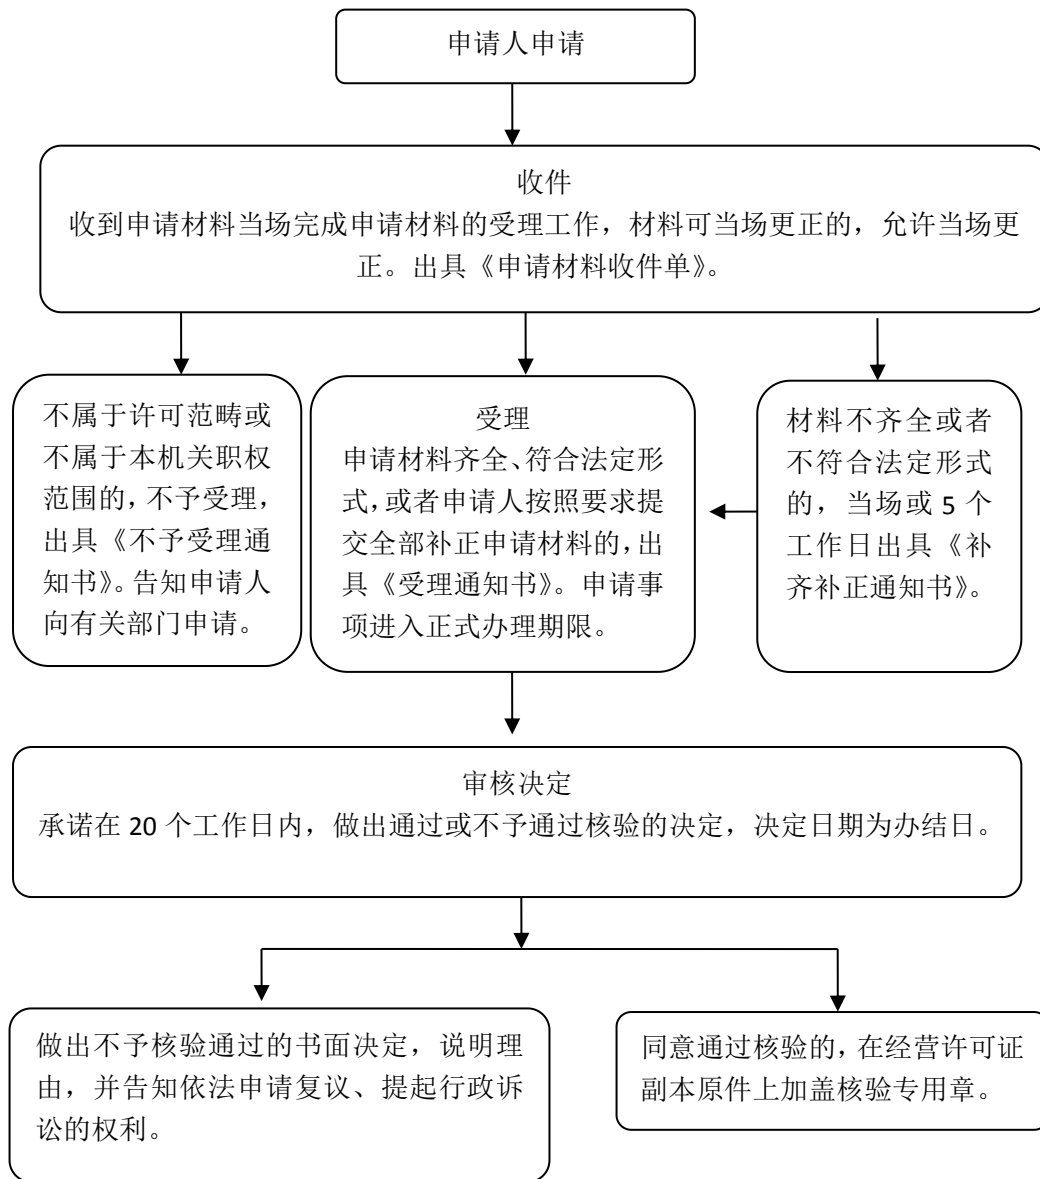 申请人申请
收件
收到申请材料当场完成申请材料的受理工作，材料可当场更正的，允许当场更
正。出具《申请材料收件单》。
不属于许可范畴或
不属于本机关职权
范围的，不予受理，
出具《不予受理通
知书》。告知申请人
向有关部门申请。
受理
申请材料齐全、符合法定形
式，或者申请人按照要求提
交全部补正申请材料的，出
具《受理通知书》。申请事
项进入正式办理期限。
材料不齐全或者
不符合法定形式
的，当场或 5 个
工作日出具《补
齐补正通知书》。
审核决定
承诺在 20 个工作日内，做出通过或不予通过核验的决定，决定日期为办结日。
做出不予核验通过的书面决定，说明理
由，并告知依法申请复议、提起行政诉
讼的权利。
同意通过核验的，在经营许可证
副本原件上加盖核验专用章。